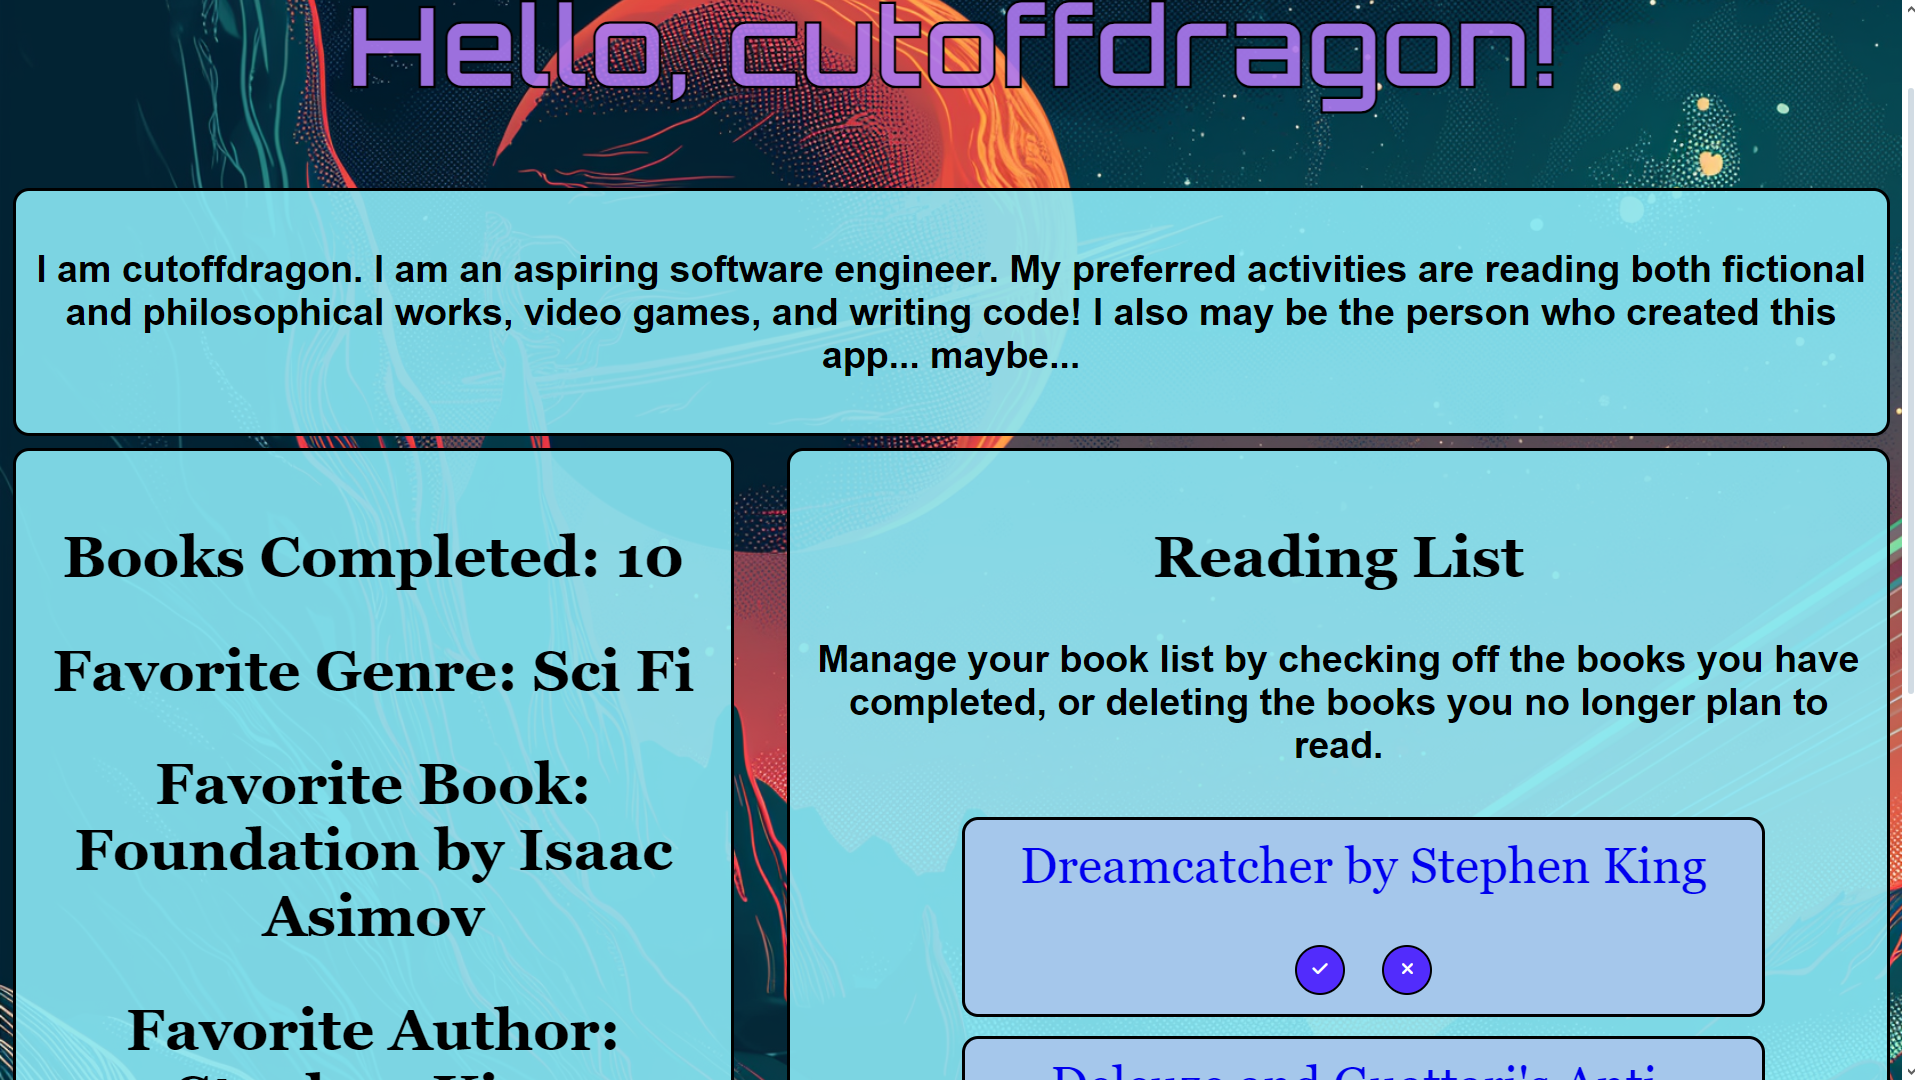 Hello, cutoffdragon!
I am cutoffdragon. I am an aspiring software engineer. My preferred activities are reading both fictional
and philosophical works, video games, and writing code! I also may be the person who created this
app... maybe...
Books Completed: 10
Favorite Genre: Sci Fi
Favorite Book:
Foundation by Isaac
Asimov
Favorite Author:
Reading List
Manage your book list by checking off the books you have
completed, or deleting the books you no longer plan to
read.
Dreamcatcher by Stephen King
Deleuze and Guattari's Anti